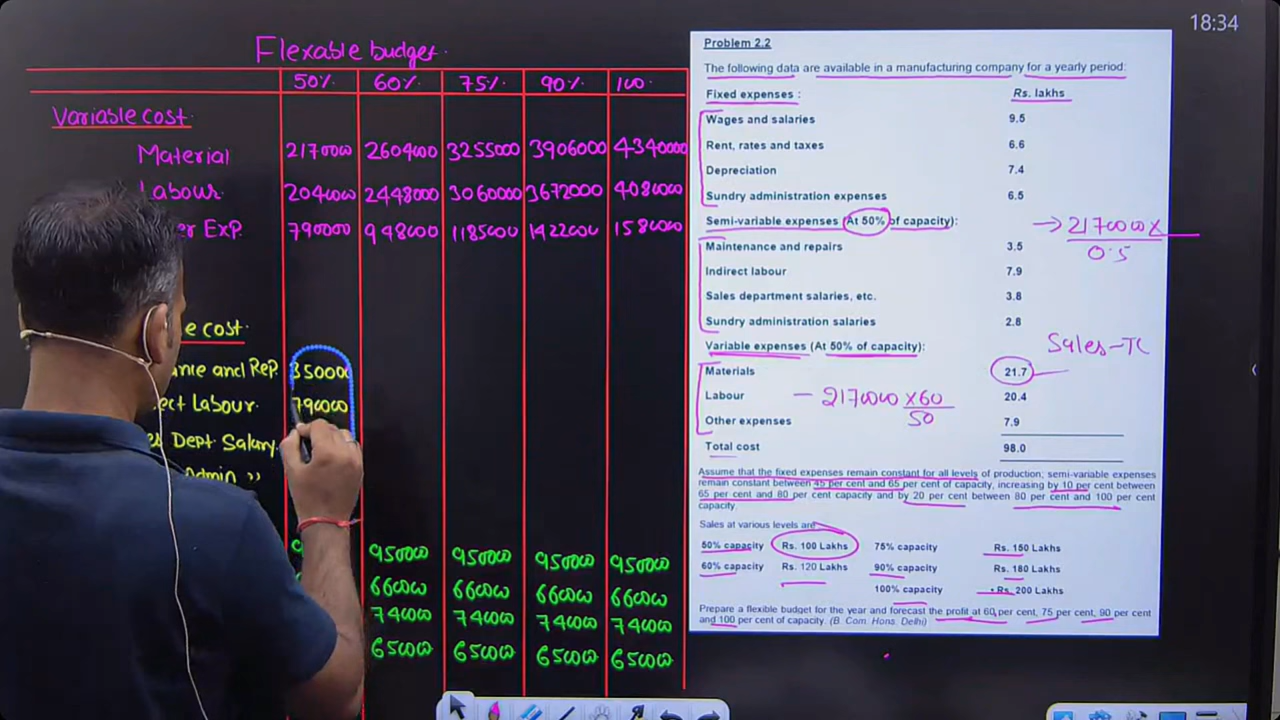 18:34
Flexable budget.
50% 60% 75% 90% 100.
Variable cost.
Material 2170000 2604000 3255000 3906000 4340000
Labour. 2040000 2448000 3060000 3672000 4080000
Exp. 790000 948000 1185000 1422000 1580000
cost.
and Rep. 350000
Labour. 790000
Dept Salary.
Admin "
950000 950000 950000 950000
660000 660000 660000 660000
740000 740000 740000 740000
650000 650000 650000 650000
Problem 2.2
The following data are available in a manufacturing company for a yearly period:
Fixed expenses : Rs. lakhs
Wages and salaries 9.5
Rent, rates and taxes 6.6
Depreciation 7.4
Sundry administration expenses 6.5
Semi-variable expenses (At 50% of capacity):
Maintenance and repairs 3.5
Indirect labour 7.9
Sales department salaries, etc. 3.8
Sundry administration salaries 2.8
Variable expenses (At 50% of capacity):
Materials 21.7
Labour 20.4
Other expenses 7.9
Total cost 98.0
→ 2170000 x
0.5
Sales-TC
— 2170000 x 60
50
Assume that the fixed expenses remain constant for all levels of production; semi-variable expenses
remain constant between 45 per cent and 65 per cent of capacity, increasing by 10 per cent between
65 per cent and 80 per cent capacity and by 20 per cent between 80 per cent and 100 per cent
capacity.
Sales at various levels are
50% capacity Rs. 100 Lakhs 75% capacity Rs. 150 Lakhs
60% capacity Rs. 120 Lakhs 90% capacity Rs. 180 Lakhs
100% capacity Rs. 200 Lakhs
Prepare a flexible budget for the year and forecast the profit at 60 per cent, 75 per cent, 90 per cent
and 100 per cent of capacity. (B. Com. Hons. Delhi)